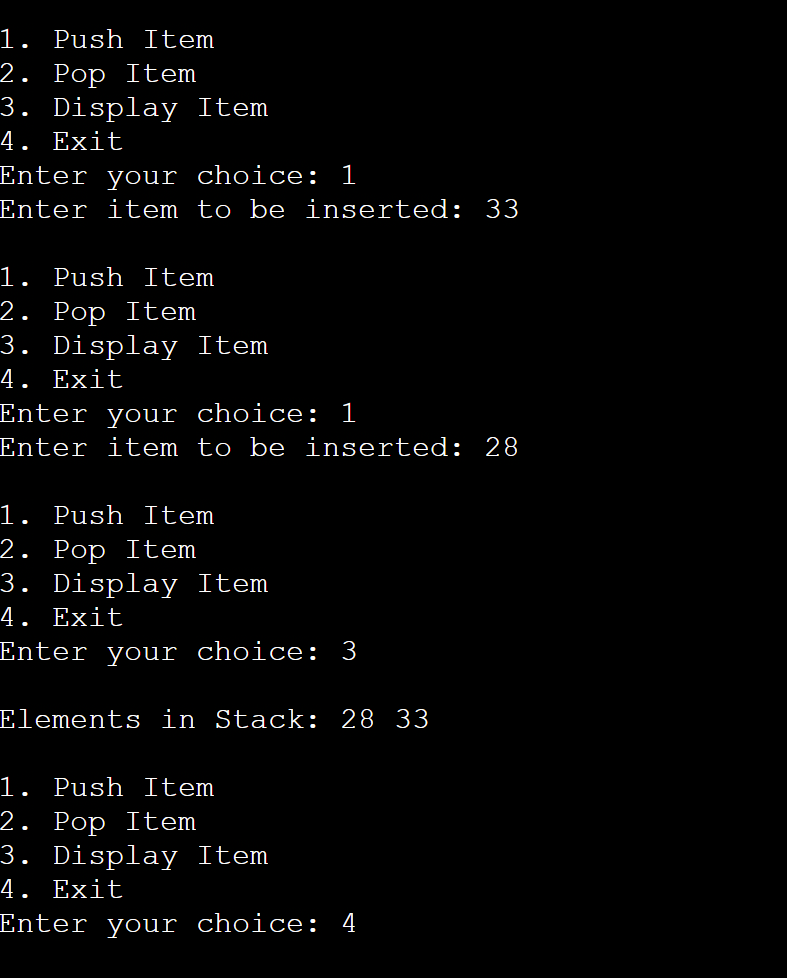 1. Push Item
2. Pop Item
3. Display Item
4. Exit
Enter your choice: 1
Enter item to be inserted: 33
1. Push Item
2. Pop Item
3. Display Item
4. Exit
Enter your choice: 1
Enter item to be inserted: 28
1. Push Item
2. Pop Item
3. Display Item
4. Exit
Enter your choice: 3
Elements in Stack: 28 33
1. Push Item
2. Pop Item
3. Display Item
4. Exit
Enter your choice: 4